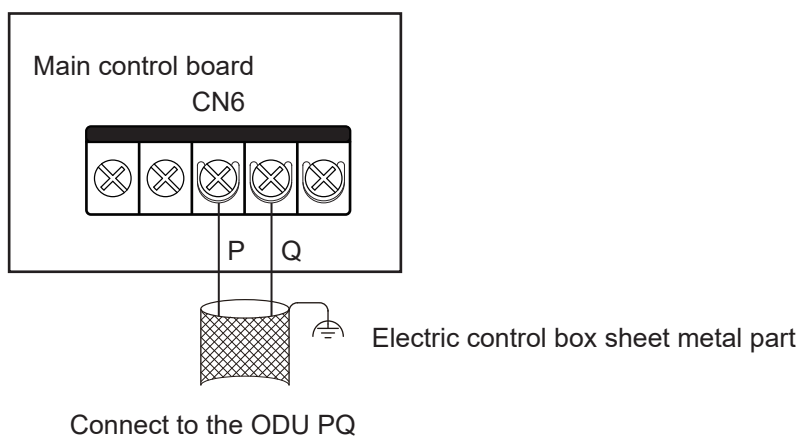 Main control board
CN6
P Q
Electric control box sheet metal part
Connect to the ODU PQ